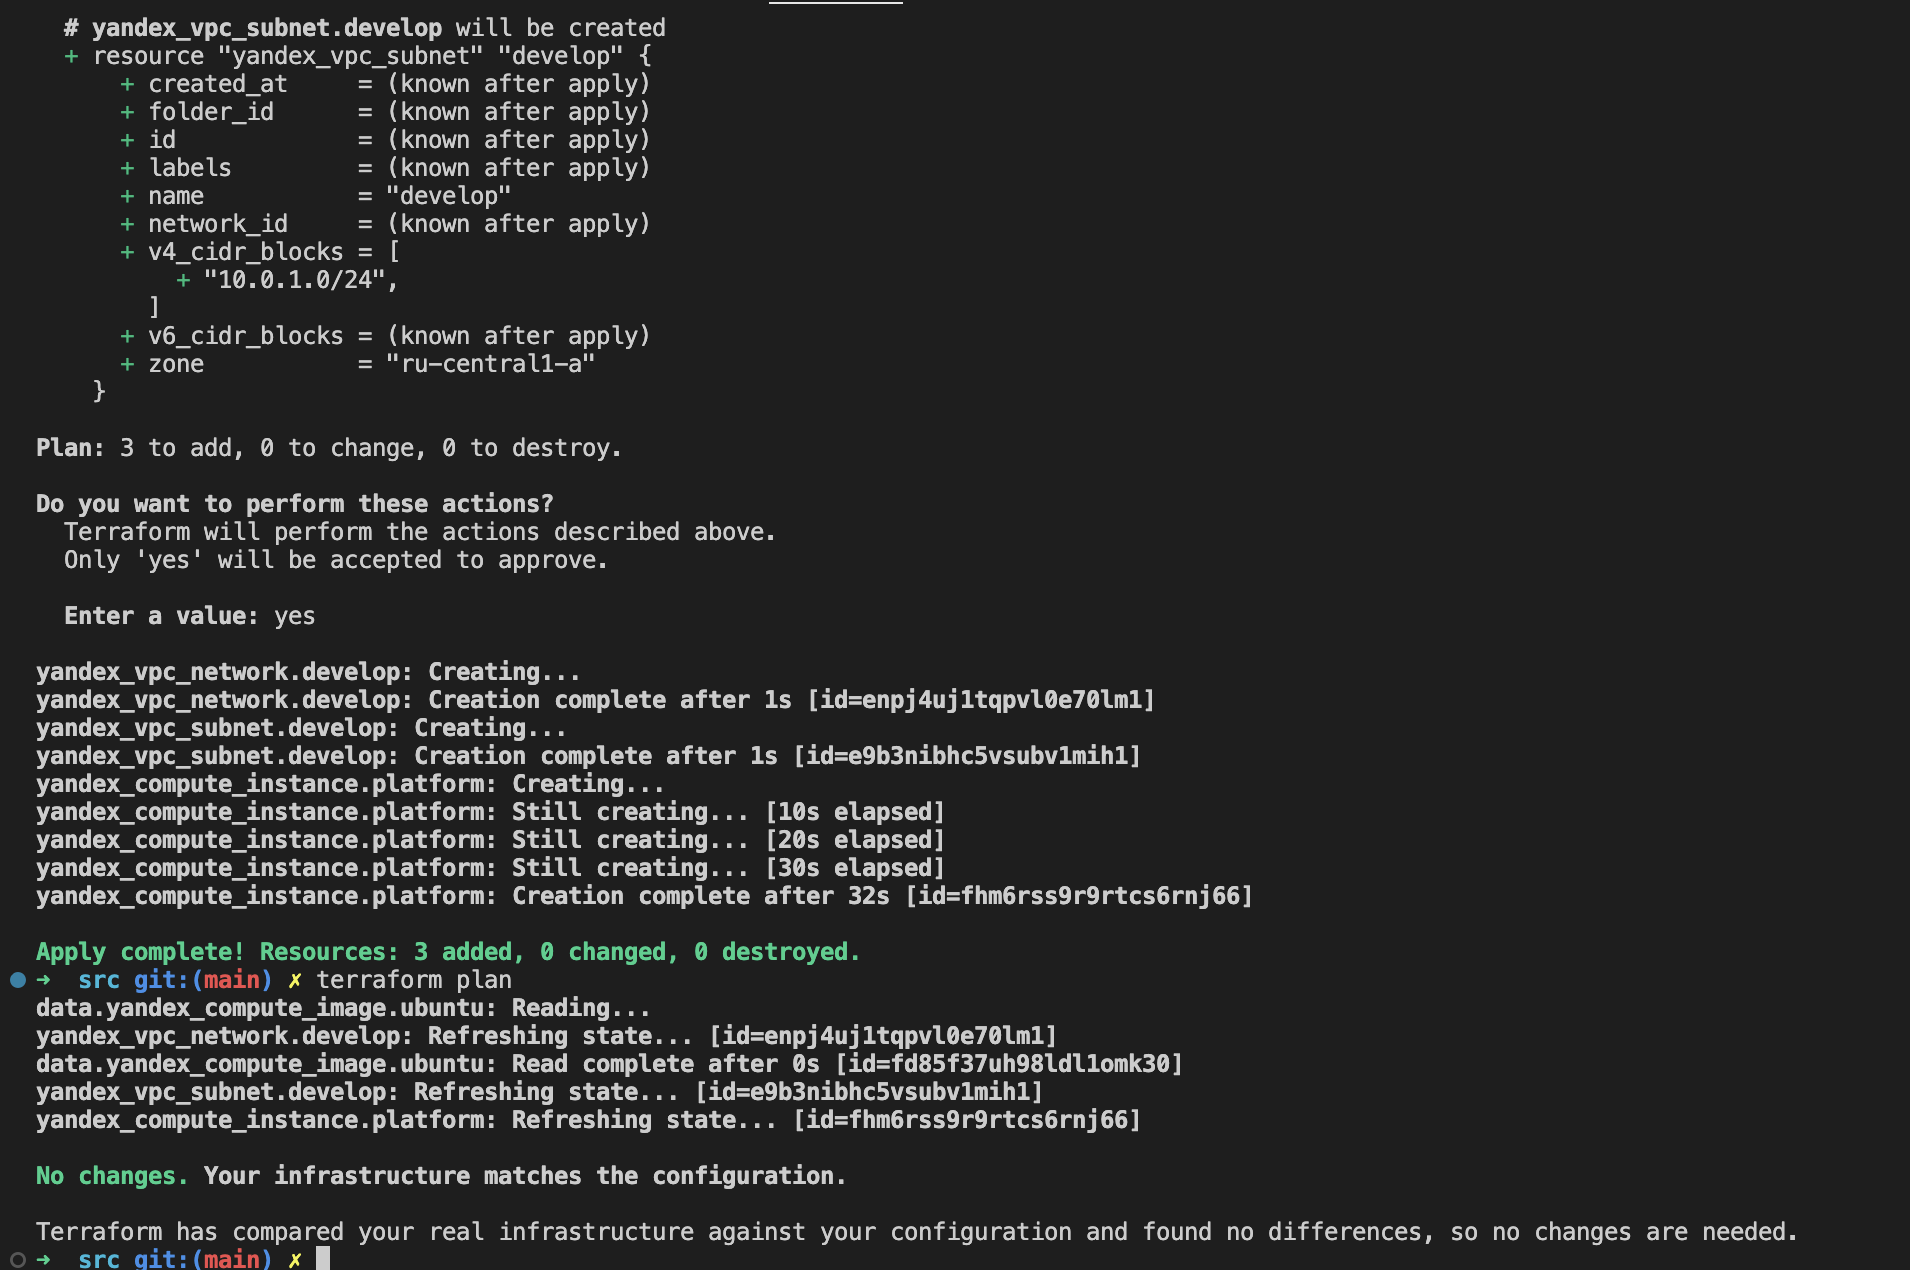 # yandex_vpc_subnet.develop will be created
+ resource "yandex_vpc_subnet" "develop" {
+ created_at = (known after apply)
+ folder_id = (known after apply)
+ id = (known after apply)
+ labels = (known after apply)
+ name = "develop"
+ network_id = (known after apply)
+ v4_cidr_blocks = [
+ "10.0.1.0/24",
]
+ v6_cidr_blocks = (known after apply)
+ zone = "ru-central1-a"
}
Plan: 3 to add, 0 to change, 0 to destroy.
Do you want to perform these actions?
Terraform will perform the actions described above.
Only 'yes' will be accepted to approve.
Enter a value: yes
yandex_vpc_network.develop: Creating...
yandex_vpc_network.develop: Creation complete after 1s [id=enpj4uj1tqpvl0e70lm1]
yandex_vpc_subnet.develop: Creating...
yandex_vpc_subnet.develop: Creation complete after 1s [id=e9b3nibhc5vsubv1mih1]
yandex_compute_instance.platform: Creating...
yandex_compute_instance.platform: Still creating... [10s elapsed]
yandex_compute_instance.platform: Still creating... [20s elapsed]
yandex_compute_instance.platform: Still creating... [30s elapsed]
yandex_compute_instance.platform: Creation complete after 32s [id=fhm6rss9r9rtcs6rnj66]
Apply complete! Resources: 3 added, 0 changed, 0 destroyed.
➜ src git:(main) ✗ terraform plan
data.yandex_compute_image.ubuntu: Reading...
yandex_vpc_network.develop: Refreshing state... [id=enpj4uj1tqpvl0e70lm1]
data.yandex_compute_image.ubuntu: Read complete after 0s [id=fd85f37uh98ldl1omk30]
yandex_vpc_subnet.develop: Refreshing state... [id=e9b3nibhc5vsubv1mih1]
yandex_compute_instance.platform: Refreshing state... [id=fhm6rss9r9rtcs6rnj66]
No changes. Your infrastructure matches the configuration.
Terraform has compared your real infrastructure against your configuration and found no differences, so no changes are needed.
➜ src git:(main) ✗